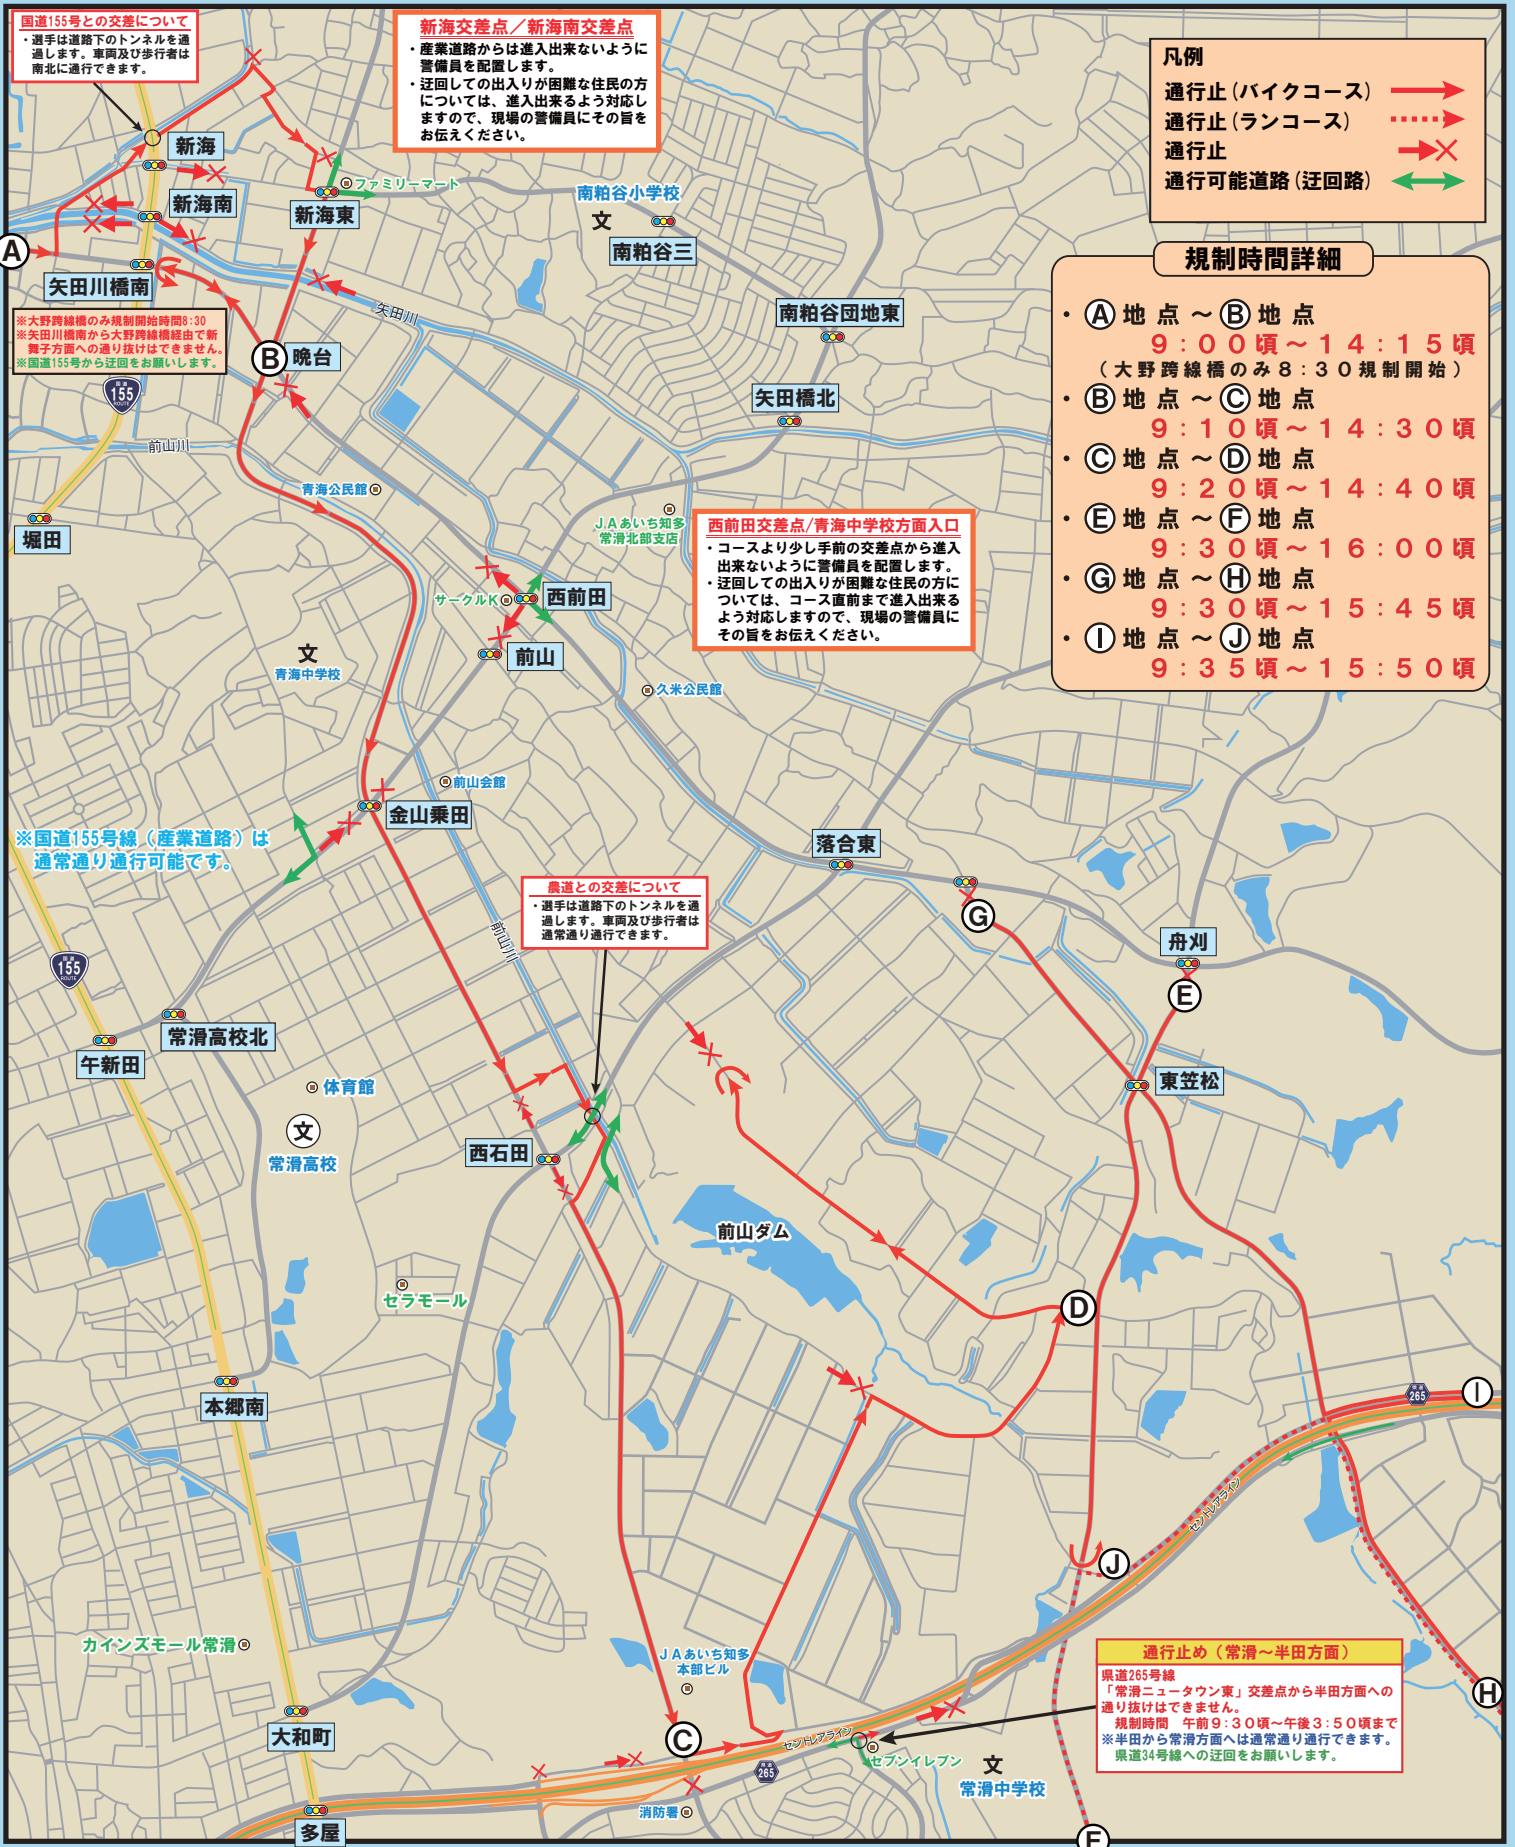 国道155号との交差について
・選手は道路下のトンネルを通
過します。車両及び歩行者は
南北に通行できます。
新海交差点／新海南交差点
・産業道路からは進入出来ないように
警備員を配置します。
・迂回しての出入りが困難な住民の方
については、進入出来るよう対応し
ますので、現場の警備員にその旨を
お伝えください。
凡例
通行止(バイクコース)
通行止(ランコース)
通行止
通行可能道路(迂回路)
規制時間詳細
・Ⓐ地点～Ⓑ地点
9：00頃～14：15頃
(大野跨線橋のみ8：30規制開始)
・Ⓑ地点～Ⓒ地点
9：10頃～14：30頃
・Ⓒ地点～Ⓓ地点
9：20頃～14：40頃
・Ⓔ地点～Ⓕ地点
9：30頃～16：00頃
・Ⓖ地点～Ⓗ地点
9：30頃～15：45頃
・Ⓘ地点～Ⓙ地点
9：35頃～15：50頃
新海
新海南
ファミリーマート
新海東
南粕谷小学校
文
南粕谷三
A
矢田川橋南
※大野跨線橋のみ規制開始時間8:30
※矢田川橋南から大野跨線橋経由で新
舞子方面への通り抜けはできません。
※国道155号から迂回をお願いします。
矢田川
南粕谷団地東
B
晩台
国道
155
ROUTE
矢田橋北
前山川
青海公民館
堀田
JAあいち知多
常滑北部支店
西前田交差点/青海中学校方面入口
・コースより少し手前の交差点から進入
出来ないように警備員を配置します。
・迂回しての出入りが困難な住民の方に
ついては、コース直前まで進入出来る
よう対応しますので、現場の警備員に
その旨をお伝えください。
サークルK
西前田
前山
文
青海中学校
久米公民館
前山会館
金山乗田
※国道155号線（産業道路）は
通常通り通行可能です。
落合東
農道との交差について
・選手は道路下のトンネルを通
過します。車両及び歩行者は
通常通り通行できます。
G
前山川
舟刈
E
国道
155
ROUTE
常滑高校北
午新田
体育館
東笠松
文
常滑高校
西石田
前山ダム
セラモール
D
本郷南
県道
265
I
セントレアライン
J
カインズモール常滑
JAあいち知多
本部ビル
通行止め（常滑～半田方面）
県道265号線
「常滑ニュータウン東」交差点から半田方面への
通り抜けはできません。
規制時間 午前9:30頃～午後3:50頃まで
※半田から常滑方面へは通常通り通行できます。
県道34号線への迂回をお願いします。
H
大和町
C
セントレアライン
県道
265
セブンイレブン
文
常滑中学校
消防署
多屋
F